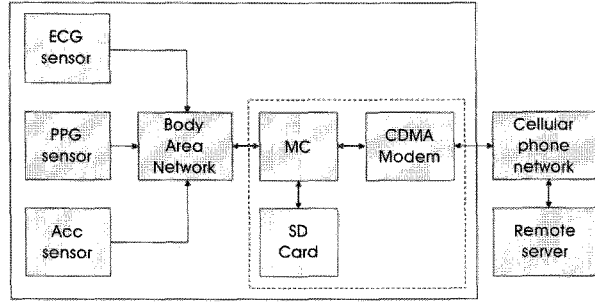 ECG
sensor
PPG
sensor
Acc
sensor
Body
Area
Network
MC
SD
Card
CDMA
Modem
Cellular
phone
network
Remote
server